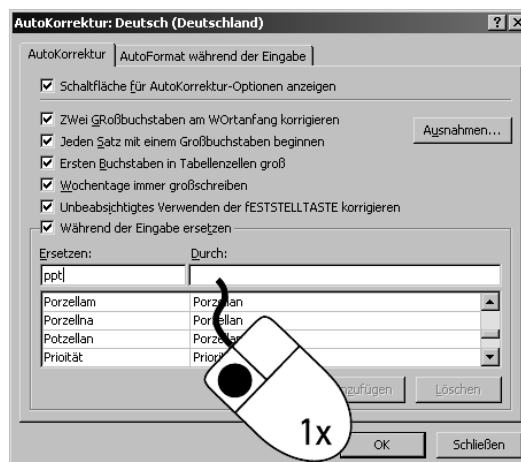 AutoKorrektur: Deutsch (Deutschland)
AutoKorrektur AutoFormat während der Eingabe
Schaltfläche für AutoKorrektur-Optionen anzeigen
ZWei GRoßbuchstaben am WOrtanfang korrigieren
Ausnahmen...
Jeden Satz mit einem Großbuchstaben beginnen
Ersten Buchstaben in Tabellenzellen groß
Wochentage immer großschreiben
Unbeabsichtigtes Verwenden der fESTSTELLTASTE korrigieren
Während der Eingabe ersetzen
Ersetzen: Durch:
ppt
Porzellam Porzellan
Porzellna Porzellan
Potzellan
Prioität
Löschen
1x
OK Schließen